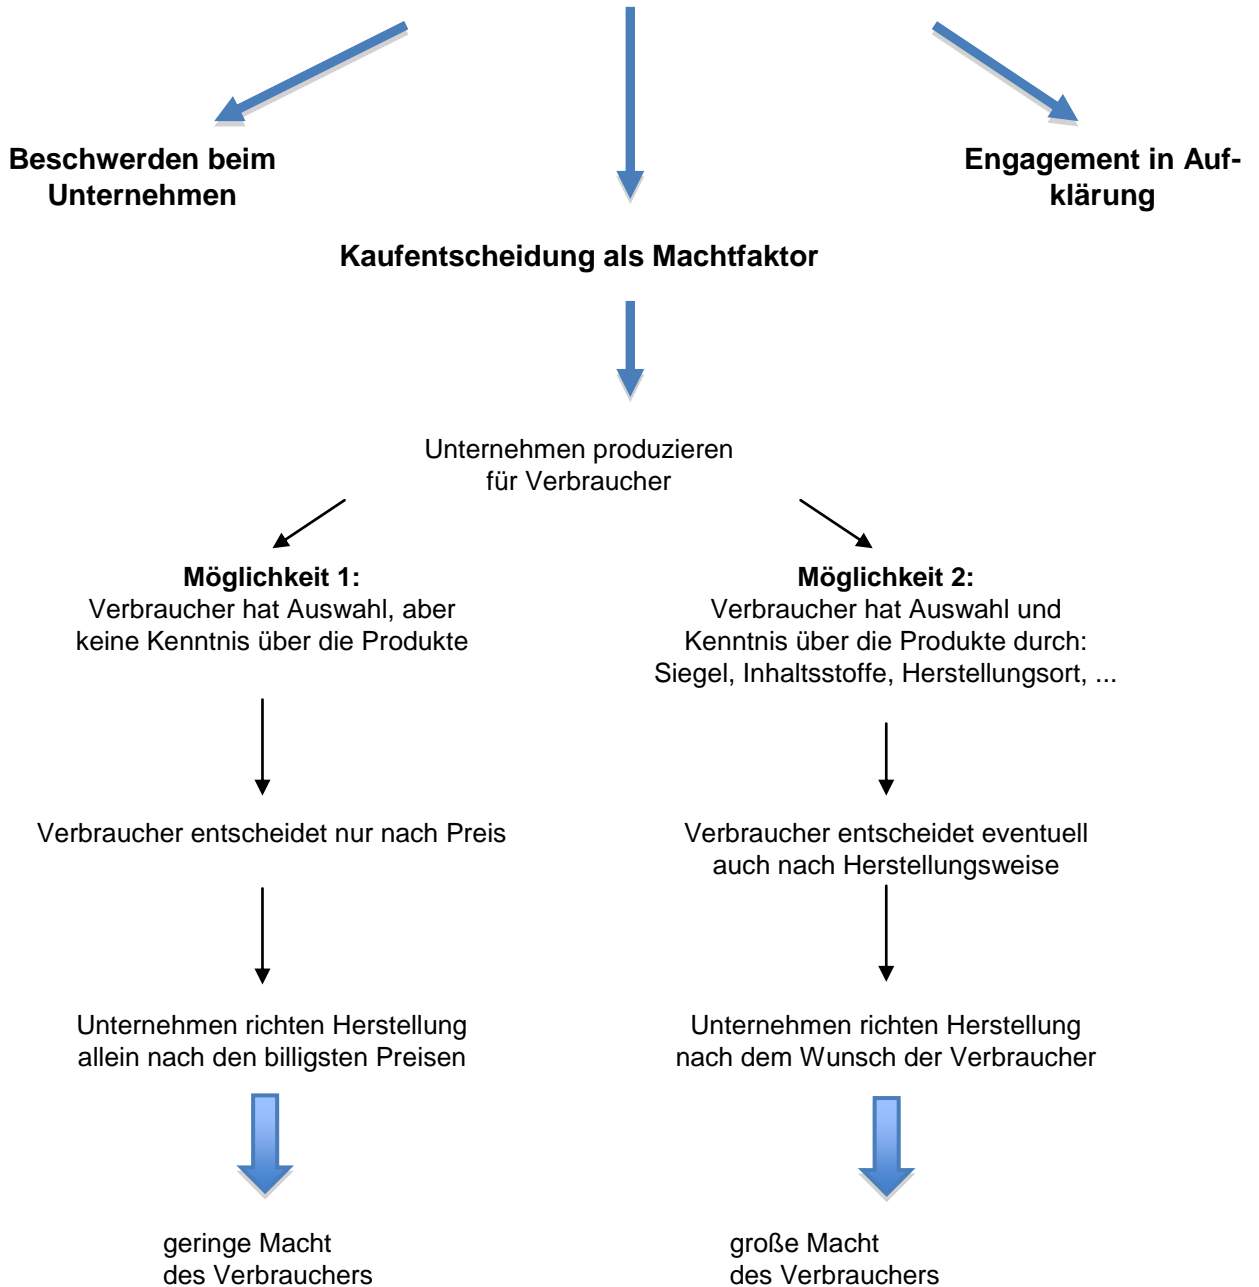 Beschwerden beim
Unternehmen
Engagement in Auf-
klärung
Kaufentscheidung als Machtfaktor
Unternehmen produzieren
für Verbraucher
Möglichkeit 1:
Verbraucher hat Auswahl, aber
keine Kenntnis über die Produkte
Verbraucher entscheidet nur nach Preis
Unternehmen richten Herstellung
allein nach den billigsten Preisen
geringe Macht
des Verbrauchers
Möglichkeit 2:
Verbraucher hat Auswahl und
Kenntnis über die Produkte durch:
Siegel, Inhaltsstoffe, Herstellungsort, ...
Verbraucher entscheidet eventuell
auch nach Herstellungsweise
Unternehmen richten Herstellung
nach dem Wunsch der Verbraucher
große Macht
des Verbrauchers